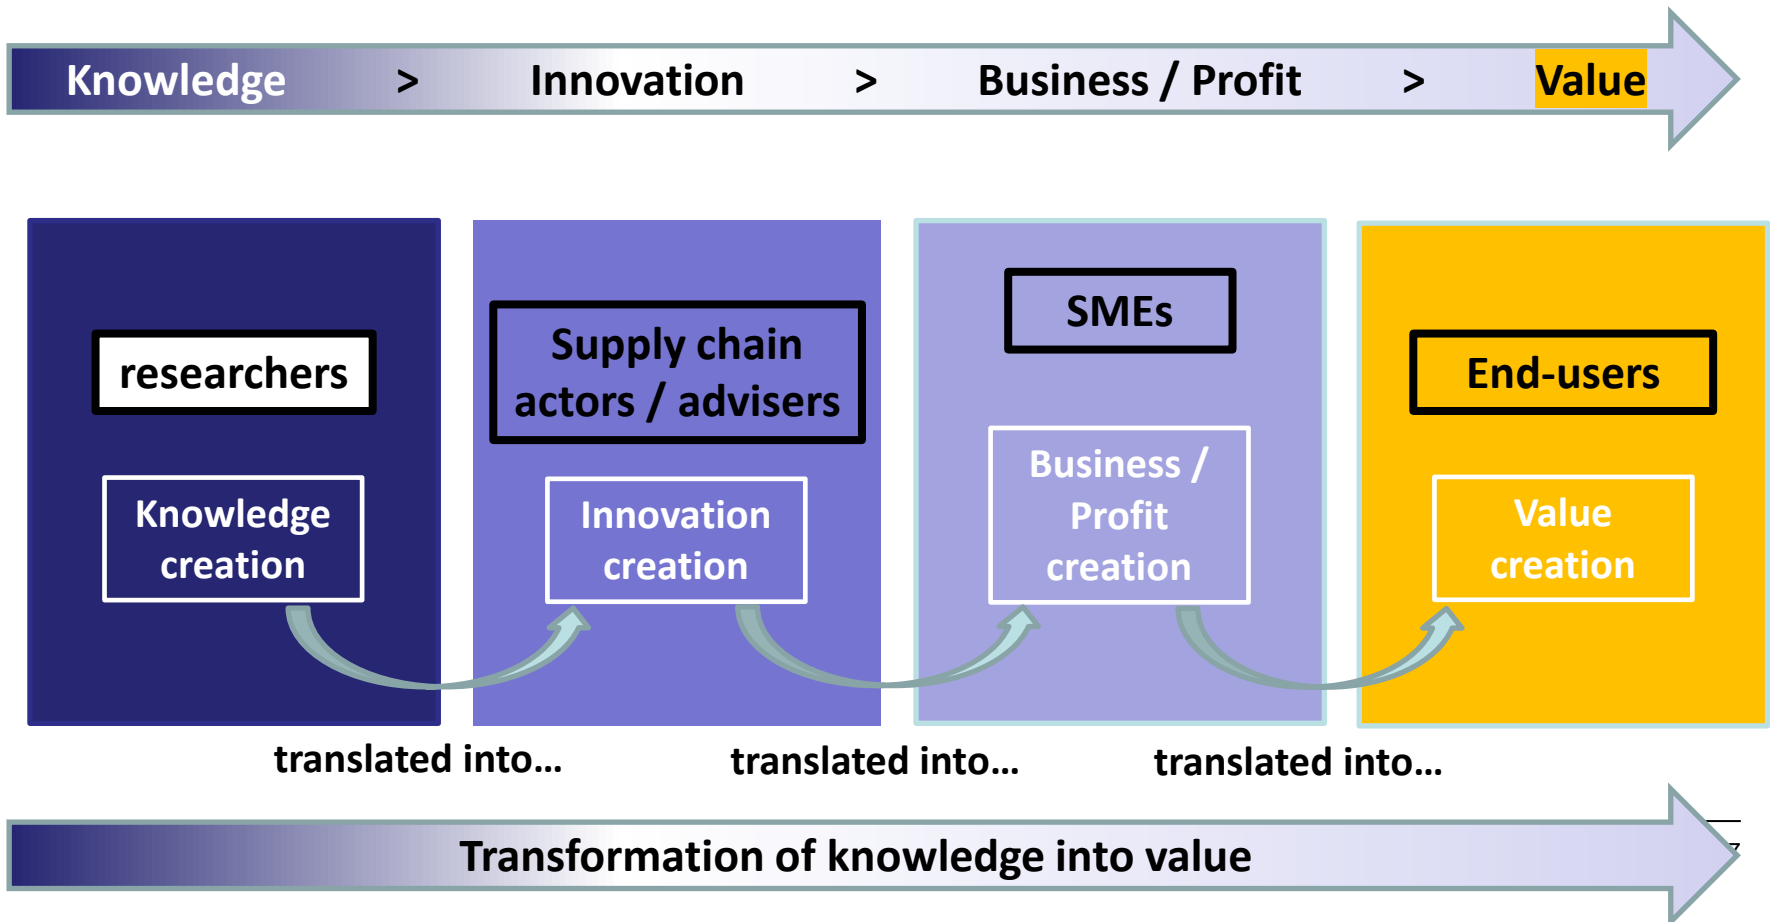 Knowledge > Innovation > Business / Profit > Value
researchers
Knowledge
creation
Supply chain
actors / advisers
Innovation
creation
SMEs
Business /
Profit
creation
End-users
Value
creation
translated into…
translated into…
translated into…
Transformation of knowledge into value